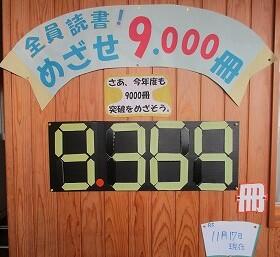 全員読書！
めざせ 9.000冊
さあ、今年度も
9000冊
突破をめざそう。
冊
R5
11月17日
現在